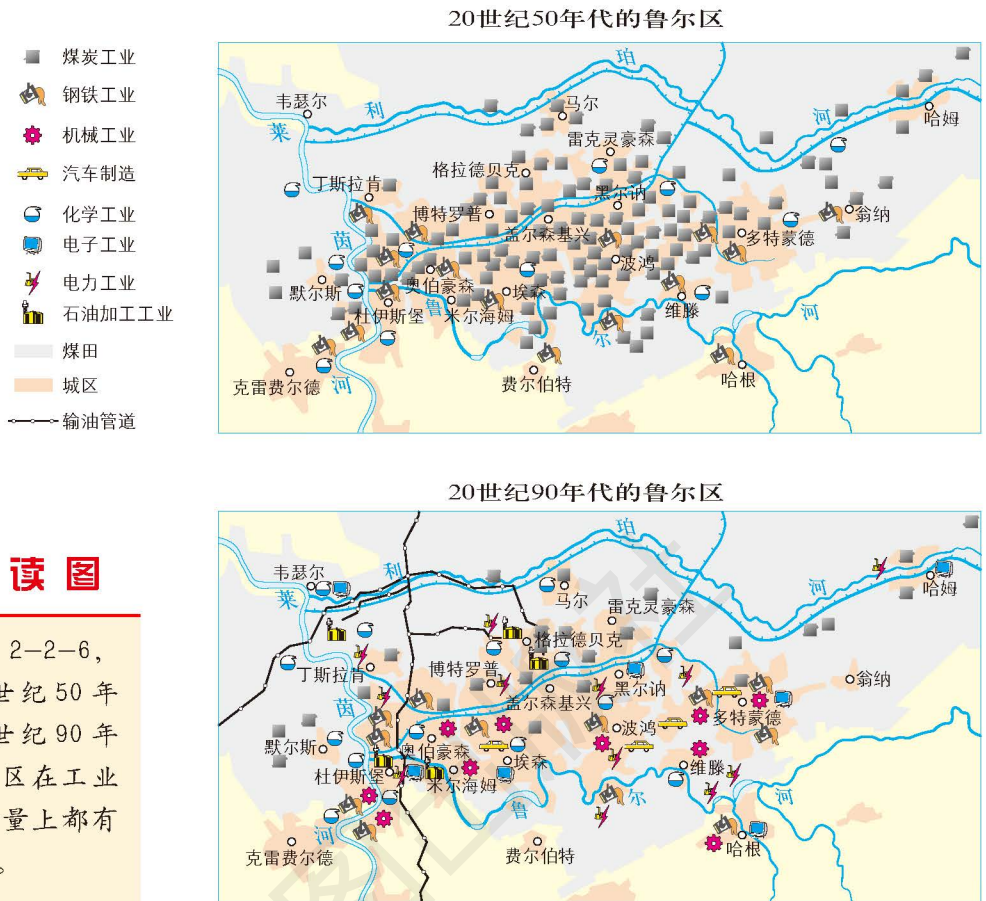 20世纪50年代的鲁尔区
煤炭工业
钢铁工业
机械工业
汽车制造
化学工业
电子工业
电力工业
石油加工工业
煤田
城区
输油管道
韦瑟尔
莱
利
珀
河
马尔
雷克灵豪森
哈姆
丁斯拉肯
格拉德贝克
黑尔讷
博特罗普
盖尔森基兴
翁纳
多特蒙德
茵
波鸿
默尔斯
奥伯豪森
埃森
杜伊斯堡
鲁
米尔海姆
维滕
尔
河
克雷费尔德
河
费尔伯特
哈根
20世纪90年代的鲁尔区
韦瑟尔
莱
利
珀
河
马尔
雷克灵豪森
哈姆
丁斯拉肯
格拉德贝克
博特罗普
黑尔讷
盖尔森基兴
翁纳
茵
多特蒙德
波鸿
默尔斯
奥伯豪森
埃森
杜伊斯堡
米尔海姆
维滕
鲁
尔
河
河
克雷费尔德
费尔伯特
哈根
读图
2-2-6,
世纪50年
世纪90年
区在工业
量上都有
。